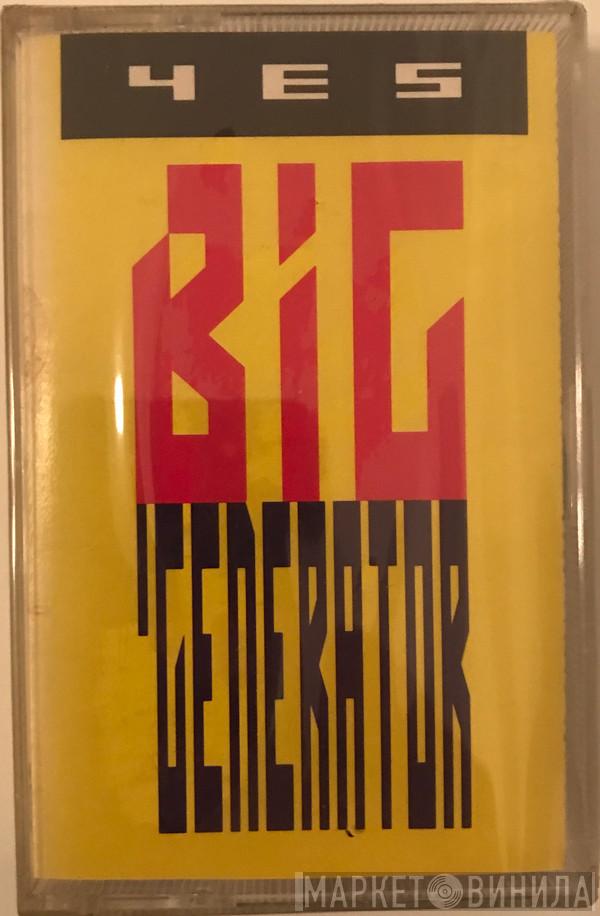 YES
BIG
GENERATOR
МАРКЕТ ВИНИЛА